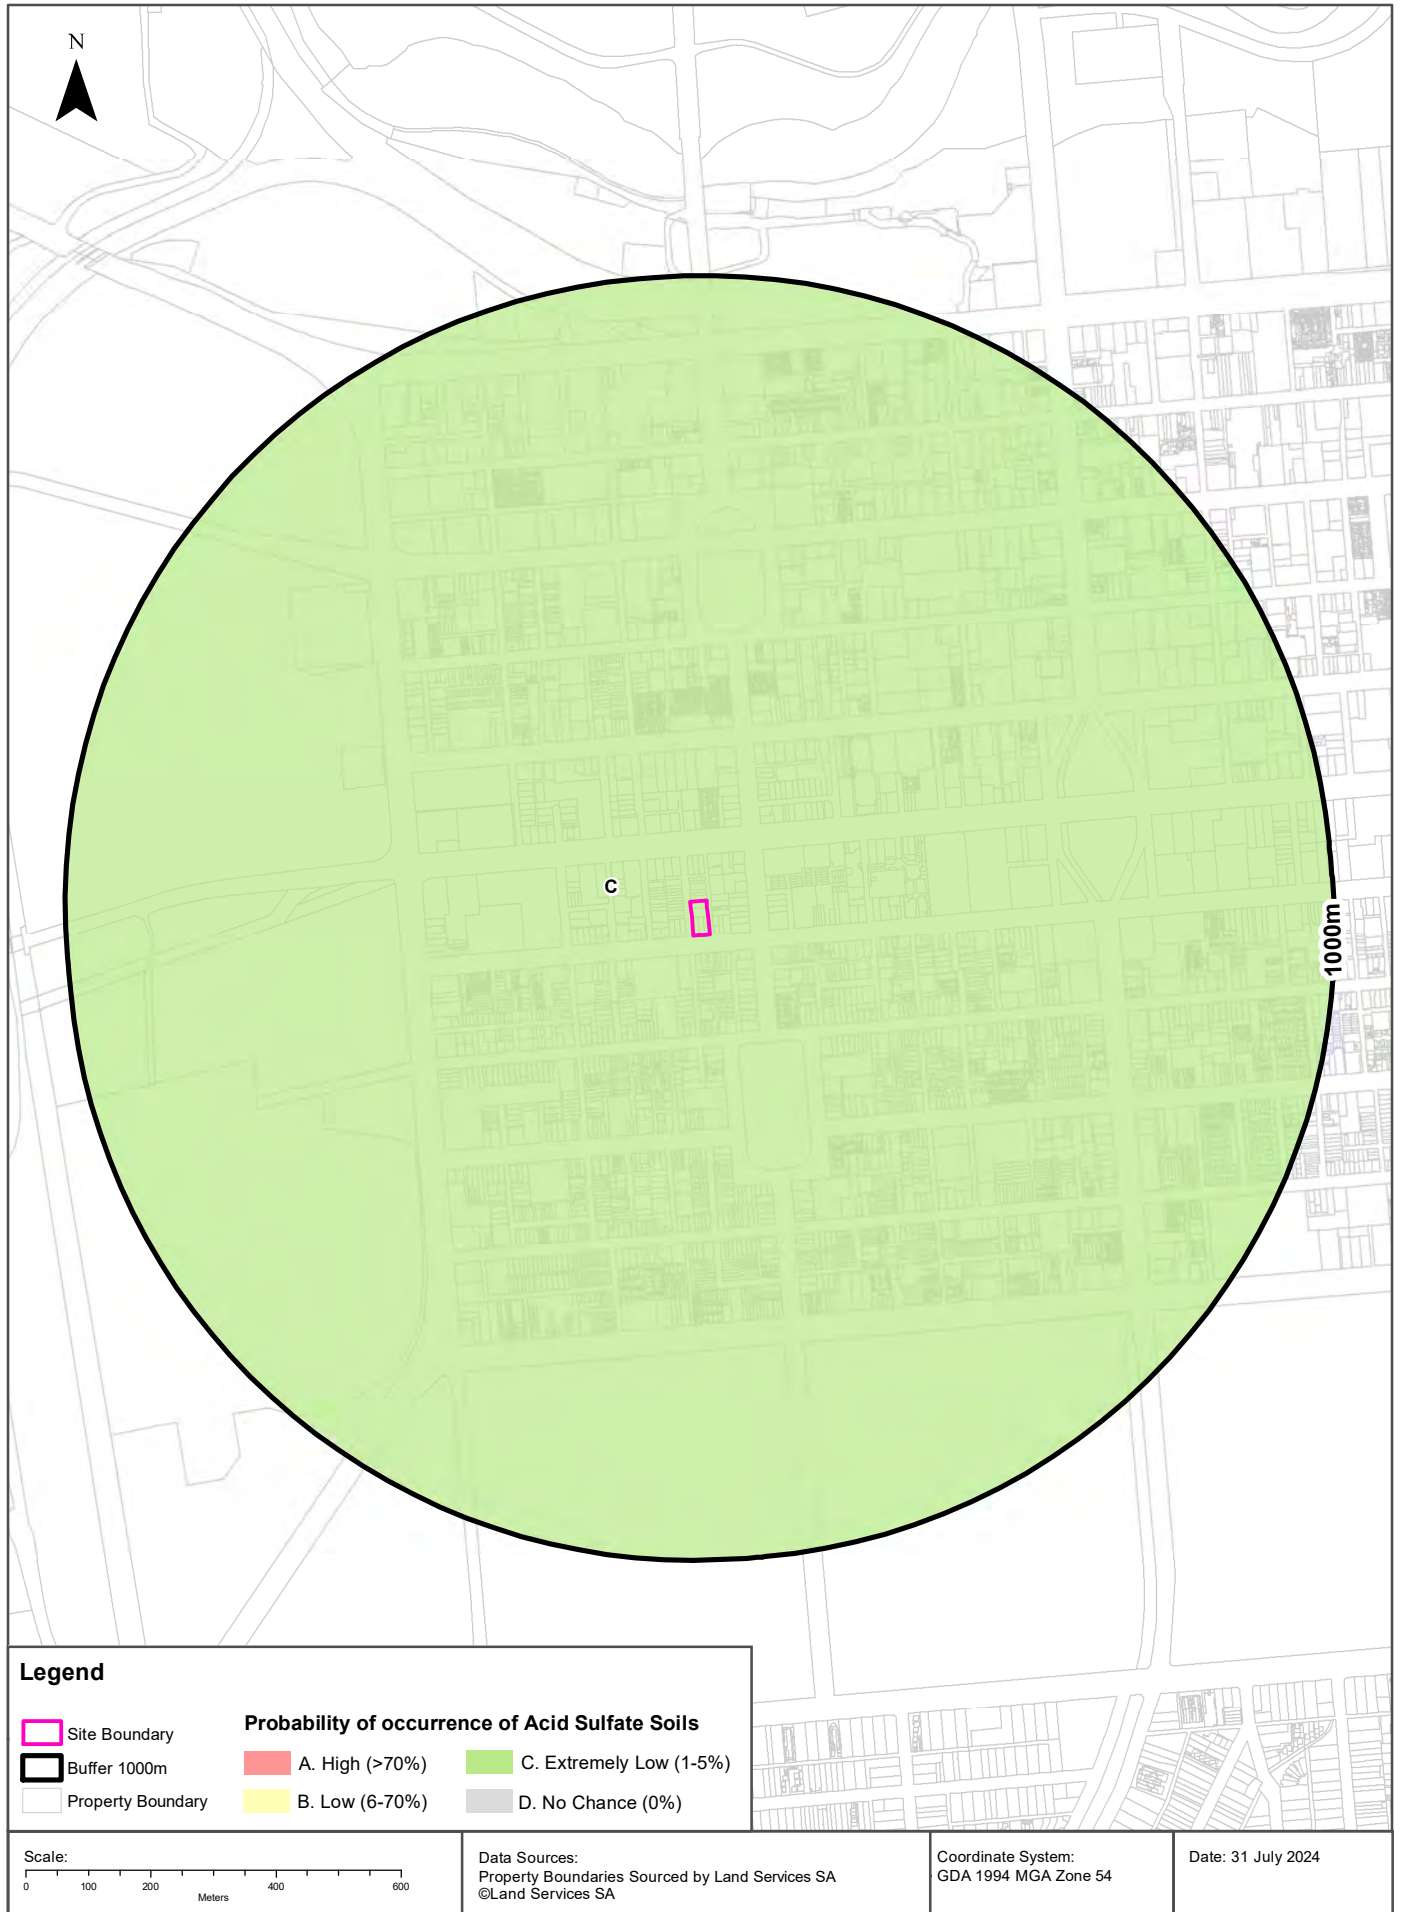 N
C
1000m
Legend
Site Boundary
Buffer 1000m
Property Boundary
Probability of occurrence of Acid Sulfate Soils
A. High (>70%)
C. Extremely Low (1-5%)
B. Low (6-70%)
D. No Chance (0%)
Scale:
0 100 200 400 600
Meters
Data Sources:
Property Boundaries Sourced by Land Services SA
©Land Services SA
Coordinate System:
GDA 1994 MGA Zone 54
Date: 31 July 2024